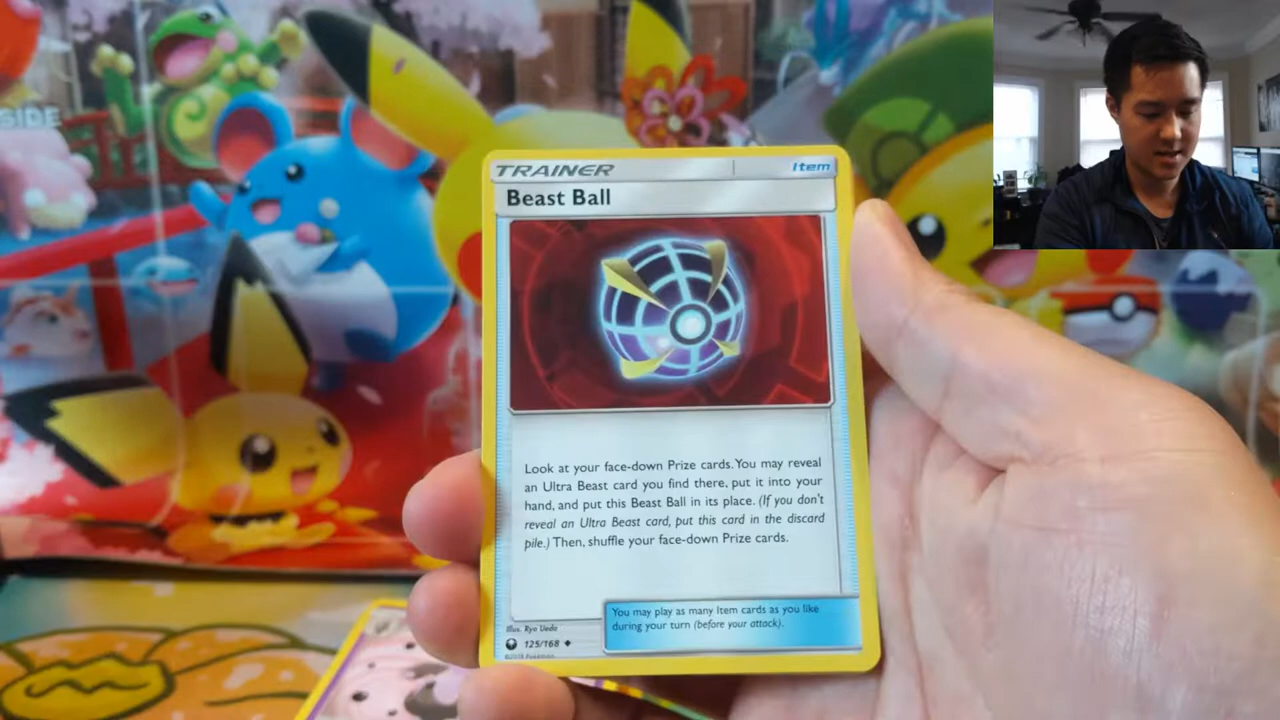 SIDE
TRAINER
Item
Beast Ball
Look at your face-down Prize cards. You may reveal
an Ultra Beast card you find there, put it into your
hand, and put this Beast Ball in its place. (If you don't
reveal an Ultra Beast card, put this card in the discard
pile.) Then, shuffle your face-down Prize cards.
You may play as many Item cards as you like
during your turn (before your attack).
Illus. Ryo Ueda
125/168
©2018 Pokémon